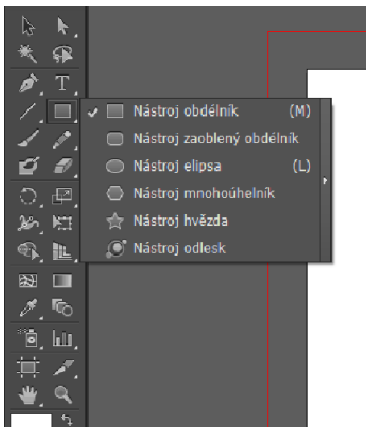 Nástroj obdélník (M)
Nástroj zaoblený obdélník
Nástroj elipsa (L)
Nástroj mnohoúhelník
Nástroj hvězda
Nástroj odlesk